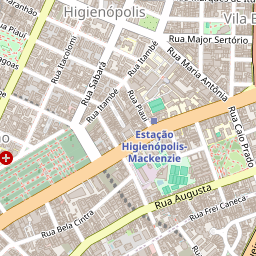 Higienópolis
Vila
Rua Major Sertório
Rua Itambé
Rua Piauí
Rua Itacolomi
Rua Sabará
Rua Maria Antônia
Rua Itambé
Rua Piauí
Rua Caio Prado
Estação
Higienópolis-
Mackenzie
Rua Augusta
Rua Frei Caneca
Rua Bela Cintra